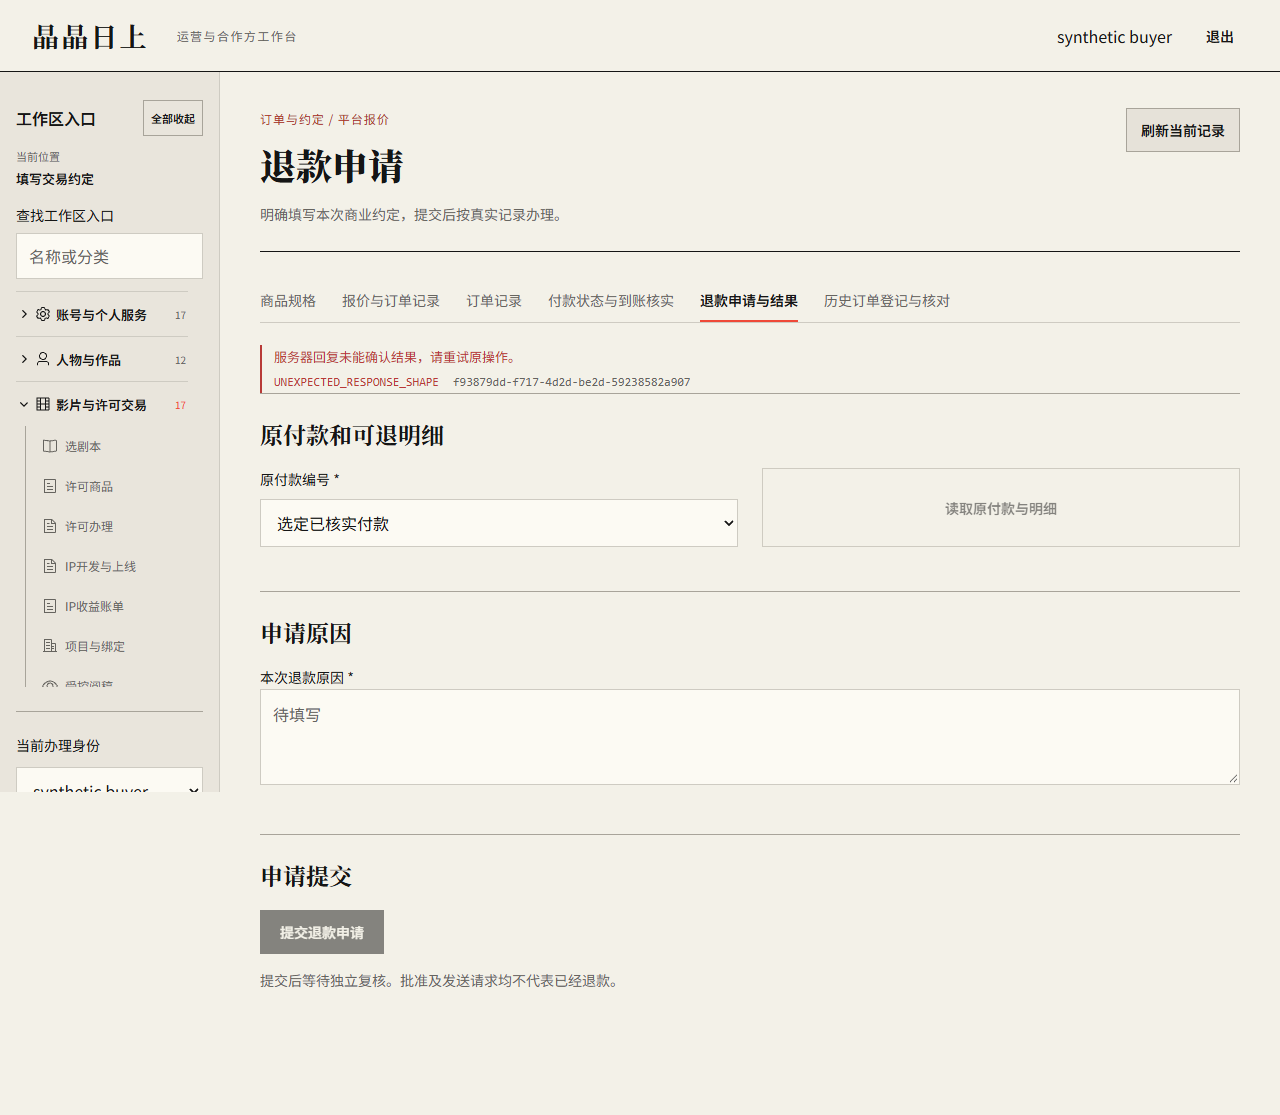 晶晶日上
运营与合作方工作台
synthetic buyer
退出
工作区入口
全部收起
当前位置
填写交易约定
查找工作区入口
名称或分类
账号与个人服务 17
人物与作品 12
影片与许可交易 17
选剧本
许可商品
许可办理
IP开发与上线
IP收益账单
项目与绑定
受控阅稿
当前办理身份
synthetic buyer
订单与约定 / 平台报价
刷新当前记录
退款申请
明确填写本次商业约定，提交后按真实记录办理。
商品规格 报价与订单记录 订单记录 付款状态与到账核实 退款申请与结果 历史订单登记与核对
服务器回复未能确认结果，请重试原操作。
UNEXPECTED_RESPONSE_SHAPE f93879dd-f717-4d2d-be2d-59238582a907
原付款和可退明细
原付款编号 *
选定已核实付款
读取原付款与明细
申请原因
本次退款原因 *
待填写
申请提交
提交退款申请
提交后等待独立复核。批准及发送请求均不代表已经退款。